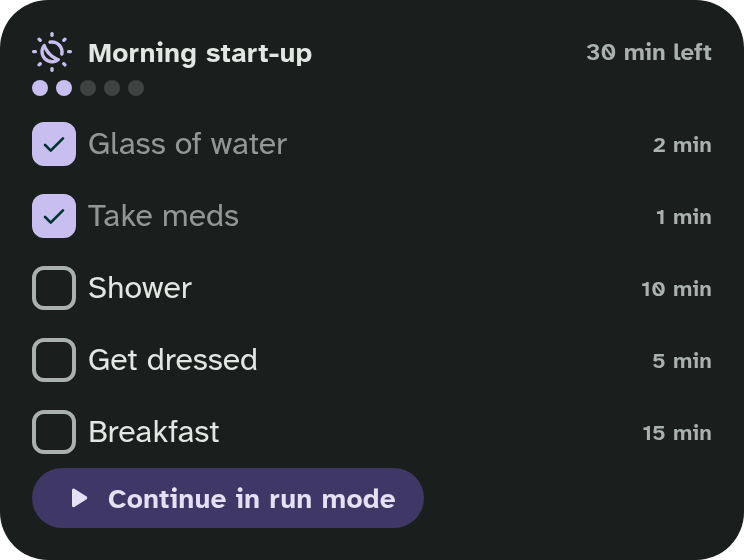 Morning start-up
30 min left
Glass of water
2 min
Take meds
1 min
Shower
10 min
Get dressed
5 min
Breakfast
15 min
Continue in run mode